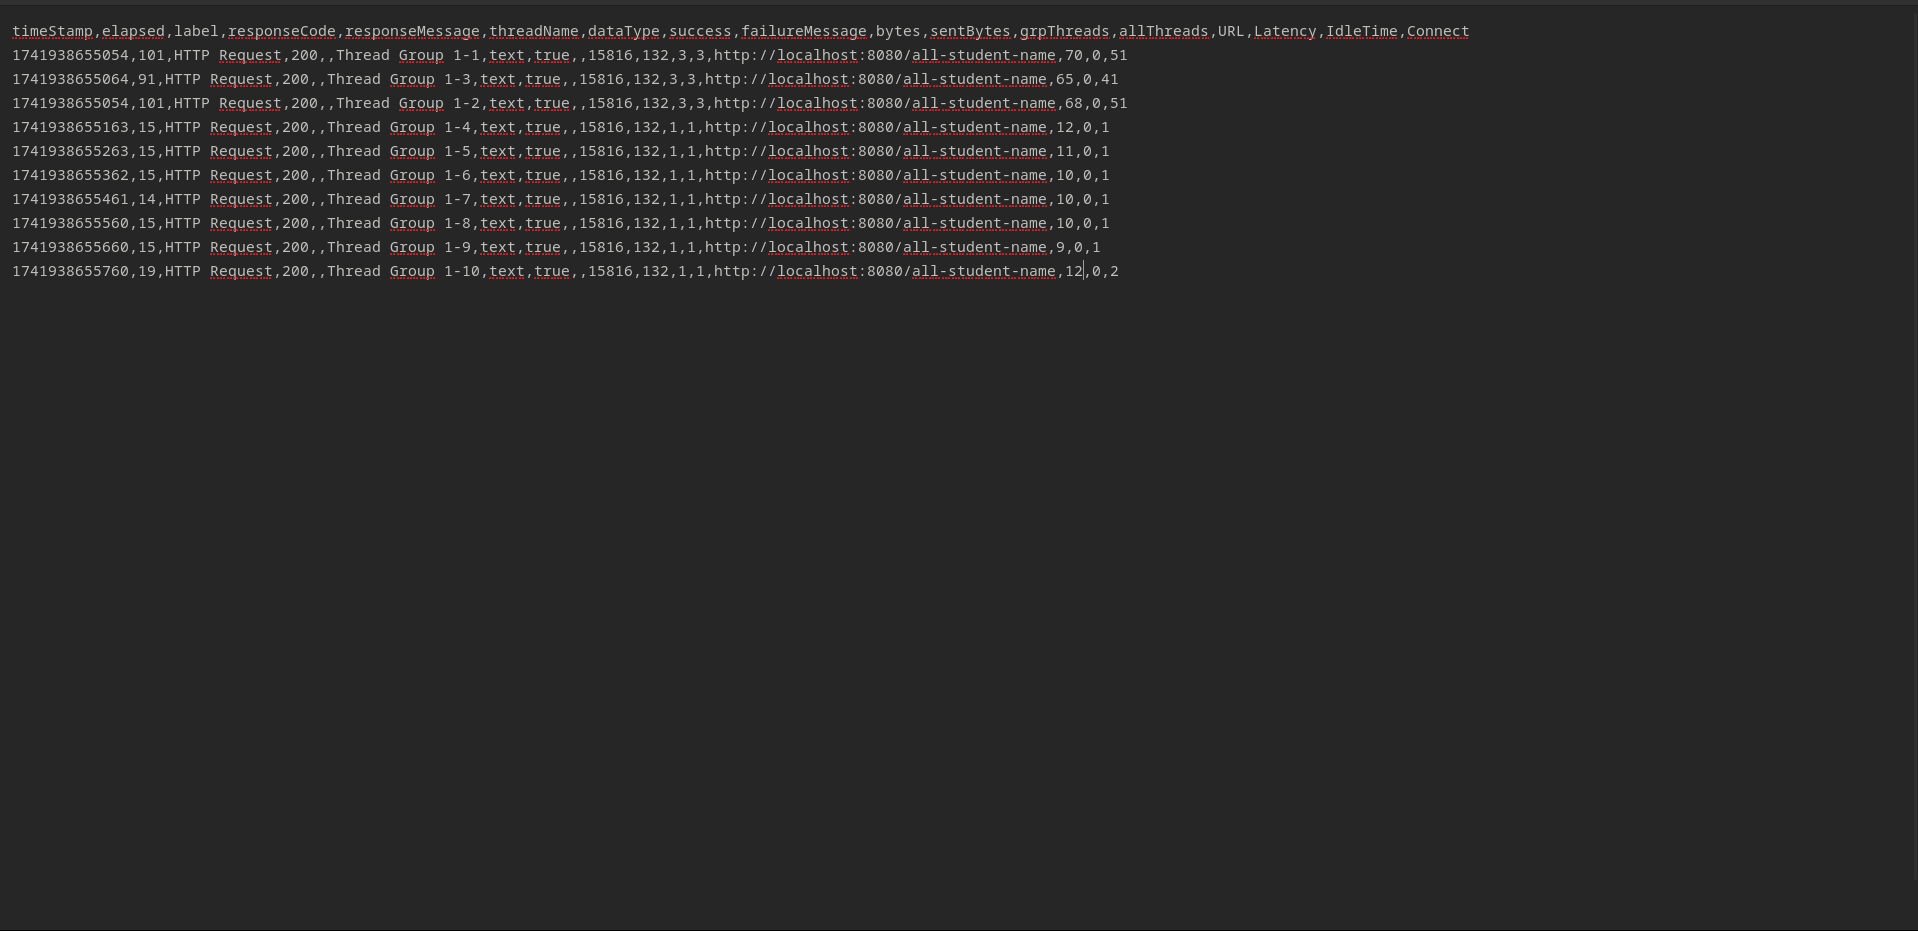 timeStamp,elapsed,label,responseCode,responseMessage,threadName,dataType,success,failureMessage,bytes,sentBytes,grpThreads,allThreads,URL,Latency,IdleTime,Connect
1741938655054,101,HTTP Request,200,,Thread Group 1-1,text,true,,15816,132,3,3,http://localhost:8080/all-student-name,70,0,51
1741938655064,91,HTTP Request,200,,Thread Group 1-3,text,true,,15816,132,3,3,http://localhost:8080/all-student-name,65,0,41
1741938655054,101,HTTP Request,200,,Thread Group 1-2,text,true,,15816,132,3,3,http://localhost:8080/all-student-name,68,0,51
1741938655163,15,HTTP Request,200,,Thread Group 1-4,text,true,,15816,132,1,1,http://localhost:8080/all-student-name,12,0,1
1741938655263,15,HTTP Request,200,,Thread Group 1-5,text,true,,15816,132,1,1,http://localhost:8080/all-student-name,11,0,1
1741938655362,15,HTTP Request,200,,Thread Group 1-6,text,true,,15816,132,1,1,http://localhost:8080/all-student-name,10,0,1
1741938655461,14,HTTP Request,200,,Thread Group 1-7,text,true,,15816,132,1,1,http://localhost:8080/all-student-name,10,0,1
1741938655560,15,HTTP Request,200,,Thread Group 1-8,text,true,,15816,132,1,1,http://localhost:8080/all-student-name,10,0,1
1741938655660,15,HTTP Request,200,,Thread Group 1-9,text,true,,15816,132,1,1,http://localhost:8080/all-student-name,9,0,1
1741938655760,19,HTTP Request,200,,Thread Group 1-10,text,true,,15816,132,1,1,http://localhost:8080/all-student-name,12,0,2